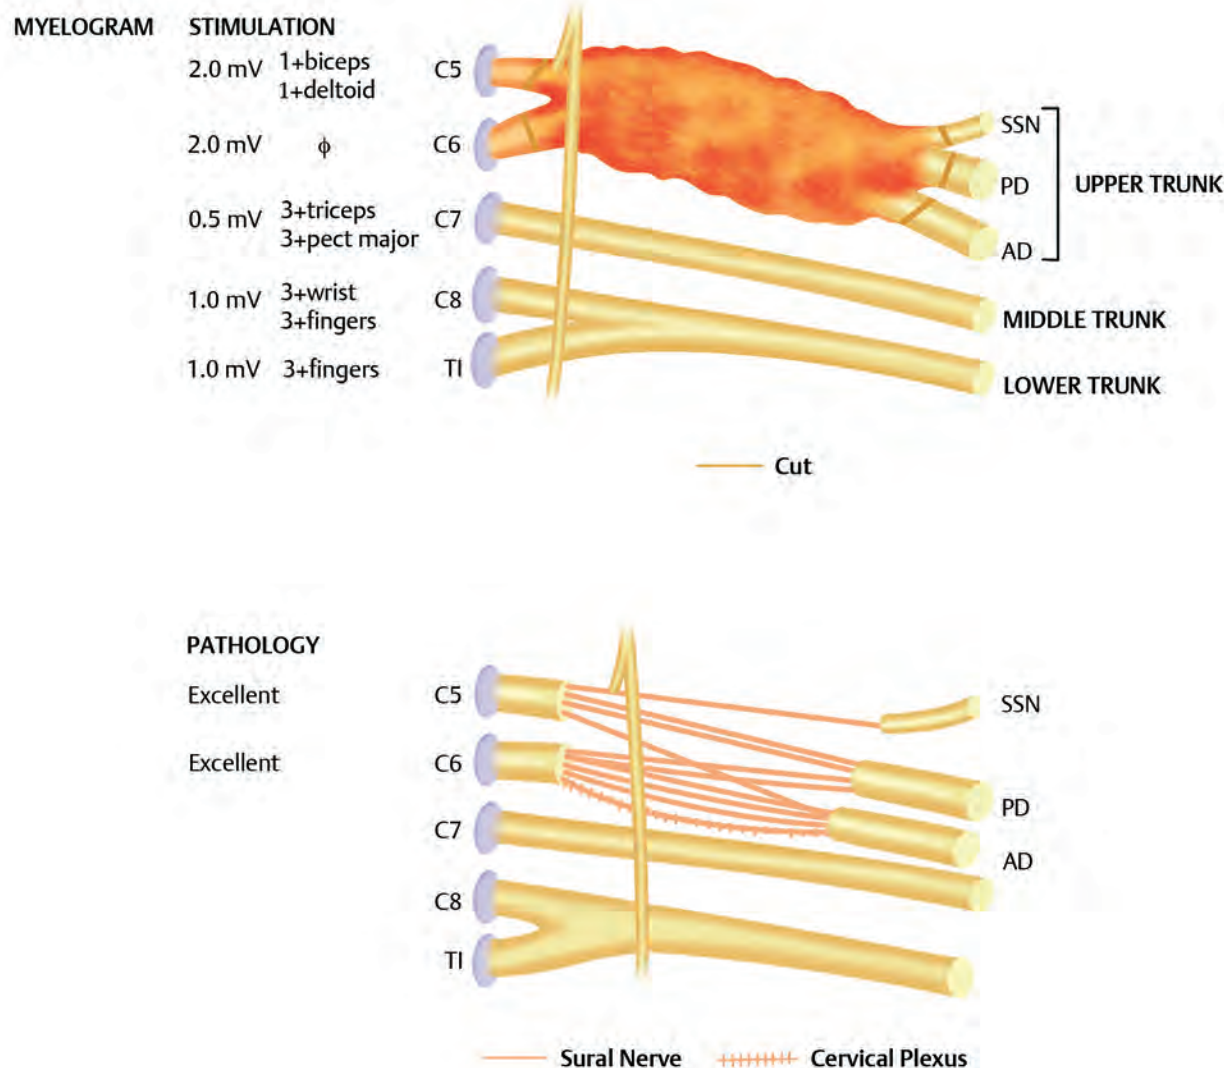 MYELOGRAM STIMULATION
2.0 mV 1+biceps
1+deltoid
C5
2.0 mV ϕ C6
SSN
PD
AD
UPPER TRUNK
0.5 mV 3+triceps
3+pect major
C7
1.0 mV 3+wrist
3+fingers
C8
MIDDLE TRUNK
1.0 mV 3+fingers TI
LOWER TRUNK
Cut
PATHOLOGY
Excellent C5 SSN
Excellent C6
PD
C7
AD
C8
TI
Sural Nerve Cervical Plexus